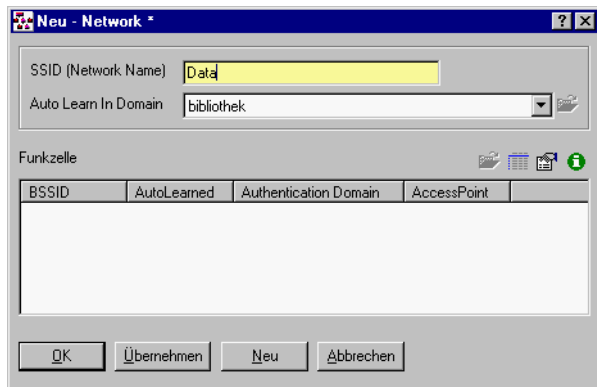 Neu - Network *
SSID (Network Name) Data
Auto Learn In Domain bibliothek
Funkzelle
BSSID AutoLearned Authentication Domain AccessPoint
OK Übernehmen Neu Abbrechen